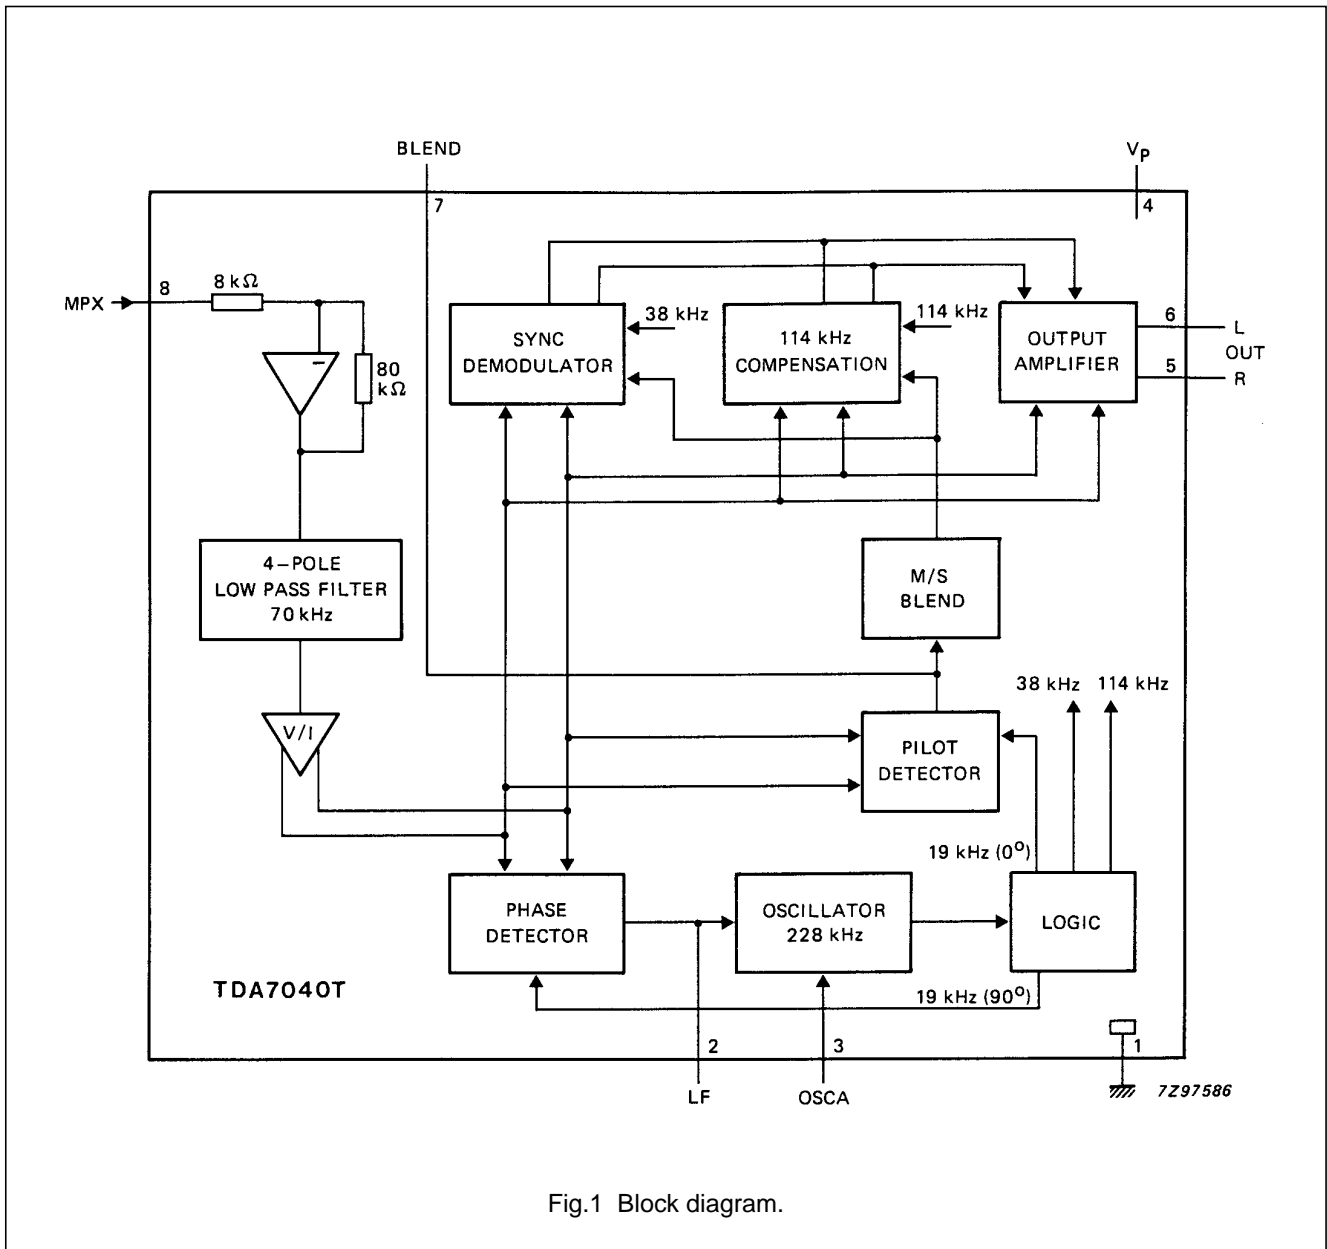 BLEND
V_P
7
4
8
8 kΩ
MPX
38 kHz
114 kHz
6
L
SYNC
DEMODULATOR
114 kHz
COMPENSATION
OUTPUT
AMPLIFIER
OUT
5
R
–
80
kΩ
4–POLE
LOW PASS FILTER
70 kHz
M/S
BLEND
38 kHz
114 kHz
V/I
PILOT
DETECTOR
19 kHz (0°)
PHASE
DETECTOR
OSCILLATOR
228 kHz
LOGIC
TDA7040T
19 kHz (90°)
2
3
1
LF
OSCA
7Z97586
Fig.1 Block diagram.